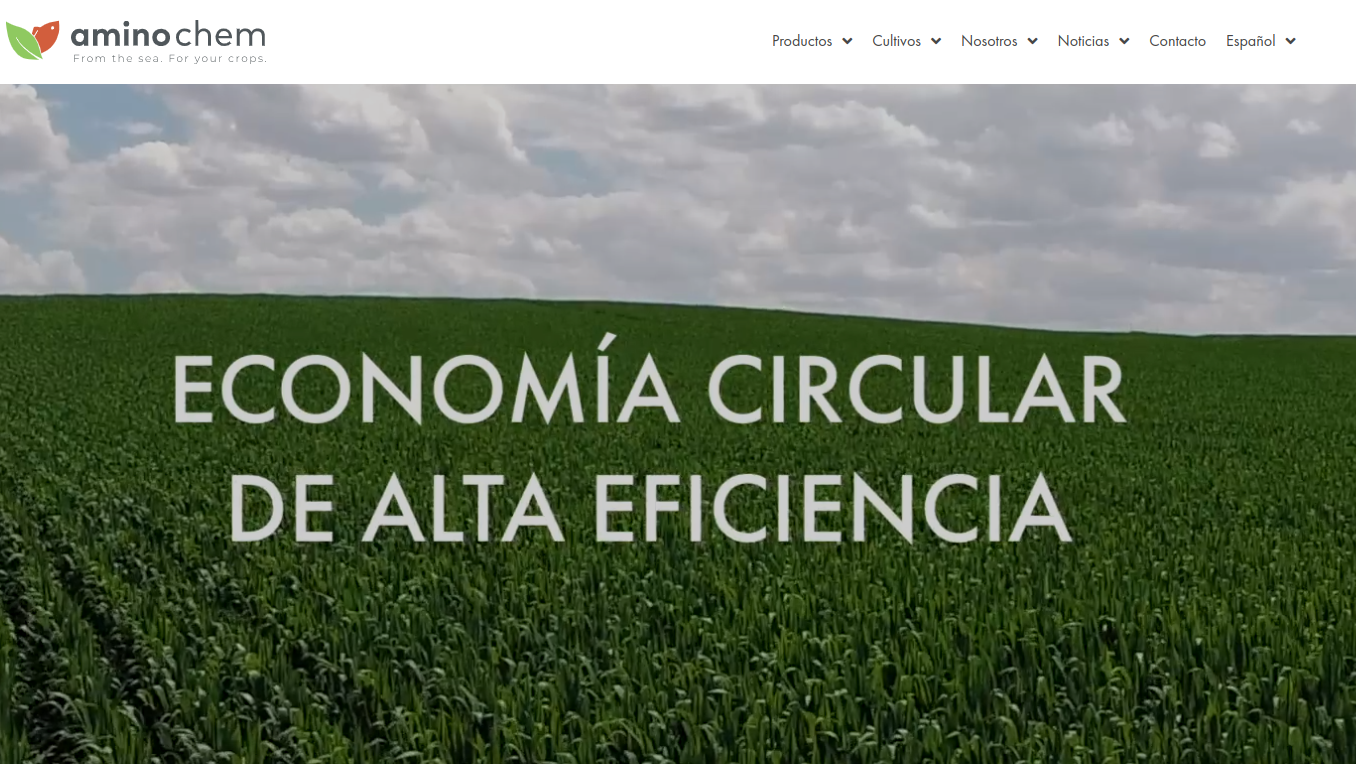 aminochem
From the sea. For your crops.
Productos Cultivos Nosotros Noticias Contacto Español
ECONOMÍA CIRCULAR
DE ALTA EFICIENCIA